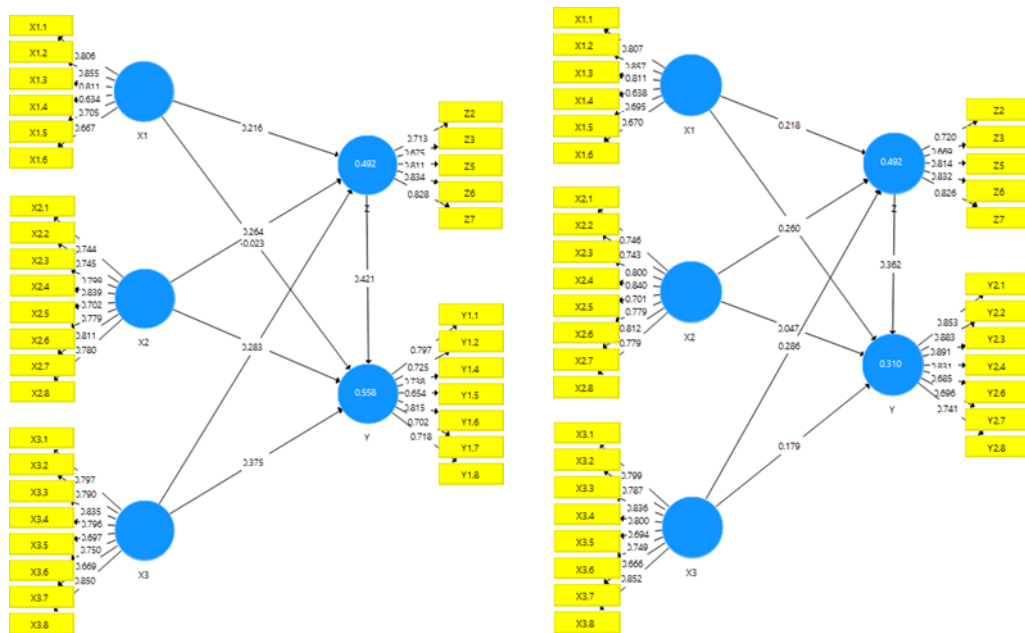 X1.1
X1.2
X1.3
X1.4
X1.5
X1.6
0.806
0.855
0.811
0.634
0.705
0.667
X1
X2.1
X2.2
X2.3
X2.4
X2.5
X2.6
X2.7
X2.8
0.744
0.745
0.799
0.839
0.702
0.779
0.811
0.780
X2
X3.1
X3.2
X3.3
X3.4
X3.5
X3.6
X3.7
X3.8
0.797
0.790
0.835
0.796
0.697
0.750
0.669
0.850
X3
0.216
0.264
-0.023
0.283
0.375
0.492
Z
0.421
0.558
Y
0.713
0.675
0.811
0.834
0.828
Z2
Z3
Z5
Z6
Z7
0.797
0.725
0.738
0.654
0.815
0.702
0.718
Y1.1
Y1.2
Y1.4
Y1.5
Y1.6
Y1.7
Y1.8
X1.1
X1.2
X1.3
X1.4
X1.5
X1.6
0.807
0.857
0.811
0.638
0.695
0.670
X1
X2.1
X2.2
X2.3
X2.4
X2.5
X2.6
X2.7
X2.8
0.746
0.743
0.800
0.840
0.701
0.779
0.812
0.779
X2
X3.1
X3.2
X3.3
X3.4
X3.5
X3.6
X3.7
X3.8
0.799
0.787
0.836
0.800
0.694
0.749
0.666
0.852
X3
0.218
0.260
0.047
0.286
0.179
0.492
Z
0.362
0.310
Y
0.720
0.669
0.814
0.832
0.826
Z2
Z3
Z5
Z6
Z7
0.853
0.883
0.891
0.831
0.685
0.696
0.741
Y2.1
Y2.2
Y2.3
Y2.4
Y2.6
Y2.7
Y2.8